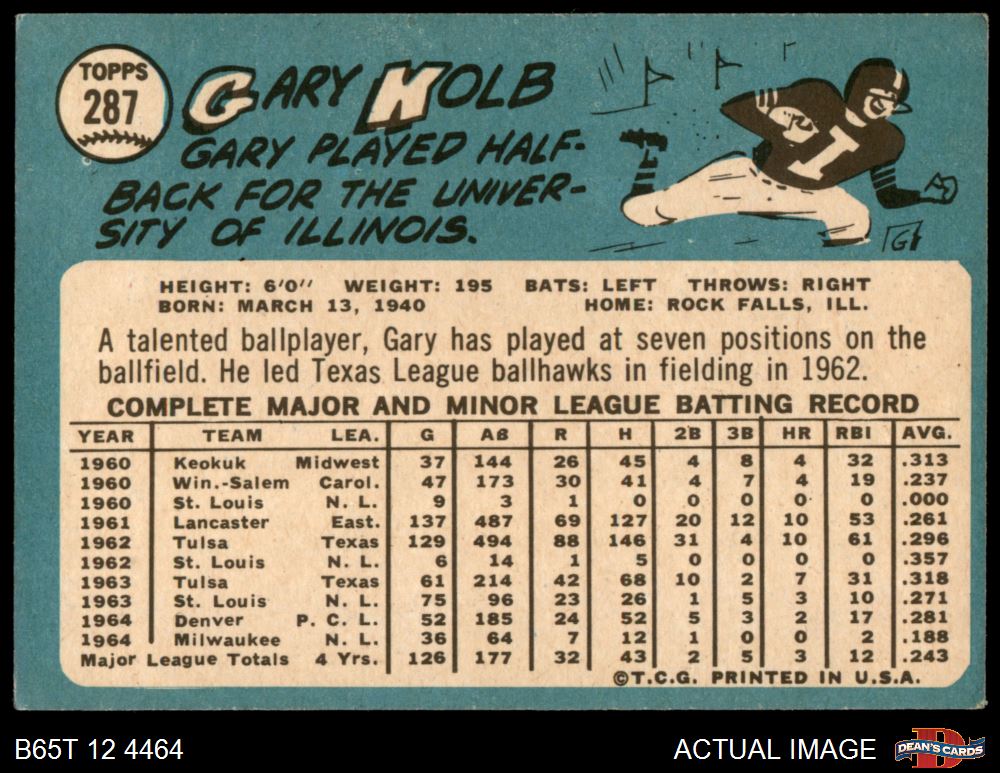 TOPPS
287
GARY KOLB
GARY PLAYED HALF-
BACK FOR THE UNIVER-
SITY OF ILLINOIS.
I
G
HEIGHT: 6'0" WEIGHT: 195 BATS: LEFT THROWS: RIGHT
BORN: MARCH 13, 1940 HOME: ROCK FALLS, ILL.
A talented ballplayer, Gary has played at seven positions on the
ballfield. He led Texas League ballhawks in fielding in 1962.
COMPLETE MAJOR AND MINOR LEAGUE BATTING RECORD
YEAR TEAM LEA. G AB R H 2B 3B HR RBI AVG.
1960 Keokuk Midwest 37 144 26 45 4 8 4 32 .313
1960 Win.-Salem Carol. 47 173 30 41 4 7 4 19 .237
1960 St. Louis N. L. 9 3 1 0 0 0 0 0 .000
1961 Lancaster East. 137 487 69 127 20 12 10 53 .261
1962 Tulsa Texas 129 494 88 146 31 4 10 61 .296
1962 St. Louis N. L. 6 14 1 5 0 0 0 0 .357
1963 Tulsa Texas 61 214 42 68 10 2 7 31 .318
1963 St. Louis N. L. 75 96 23 26 1 5 3 10 .271
1964 Denver P. C. L. 52 185 24 52 5 3 2 17 .281
1964 Milwaukee N. L. 36 64 7 12 1 0 0 2 .188
Major League Totals 4 Yrs. 126 177 32 43 2 5 3 12 .243
©T.C.G. PRINTED IN U.S.A.
B65T 12 4464
ACTUAL IMAGE
D
DEAN'S CARDS